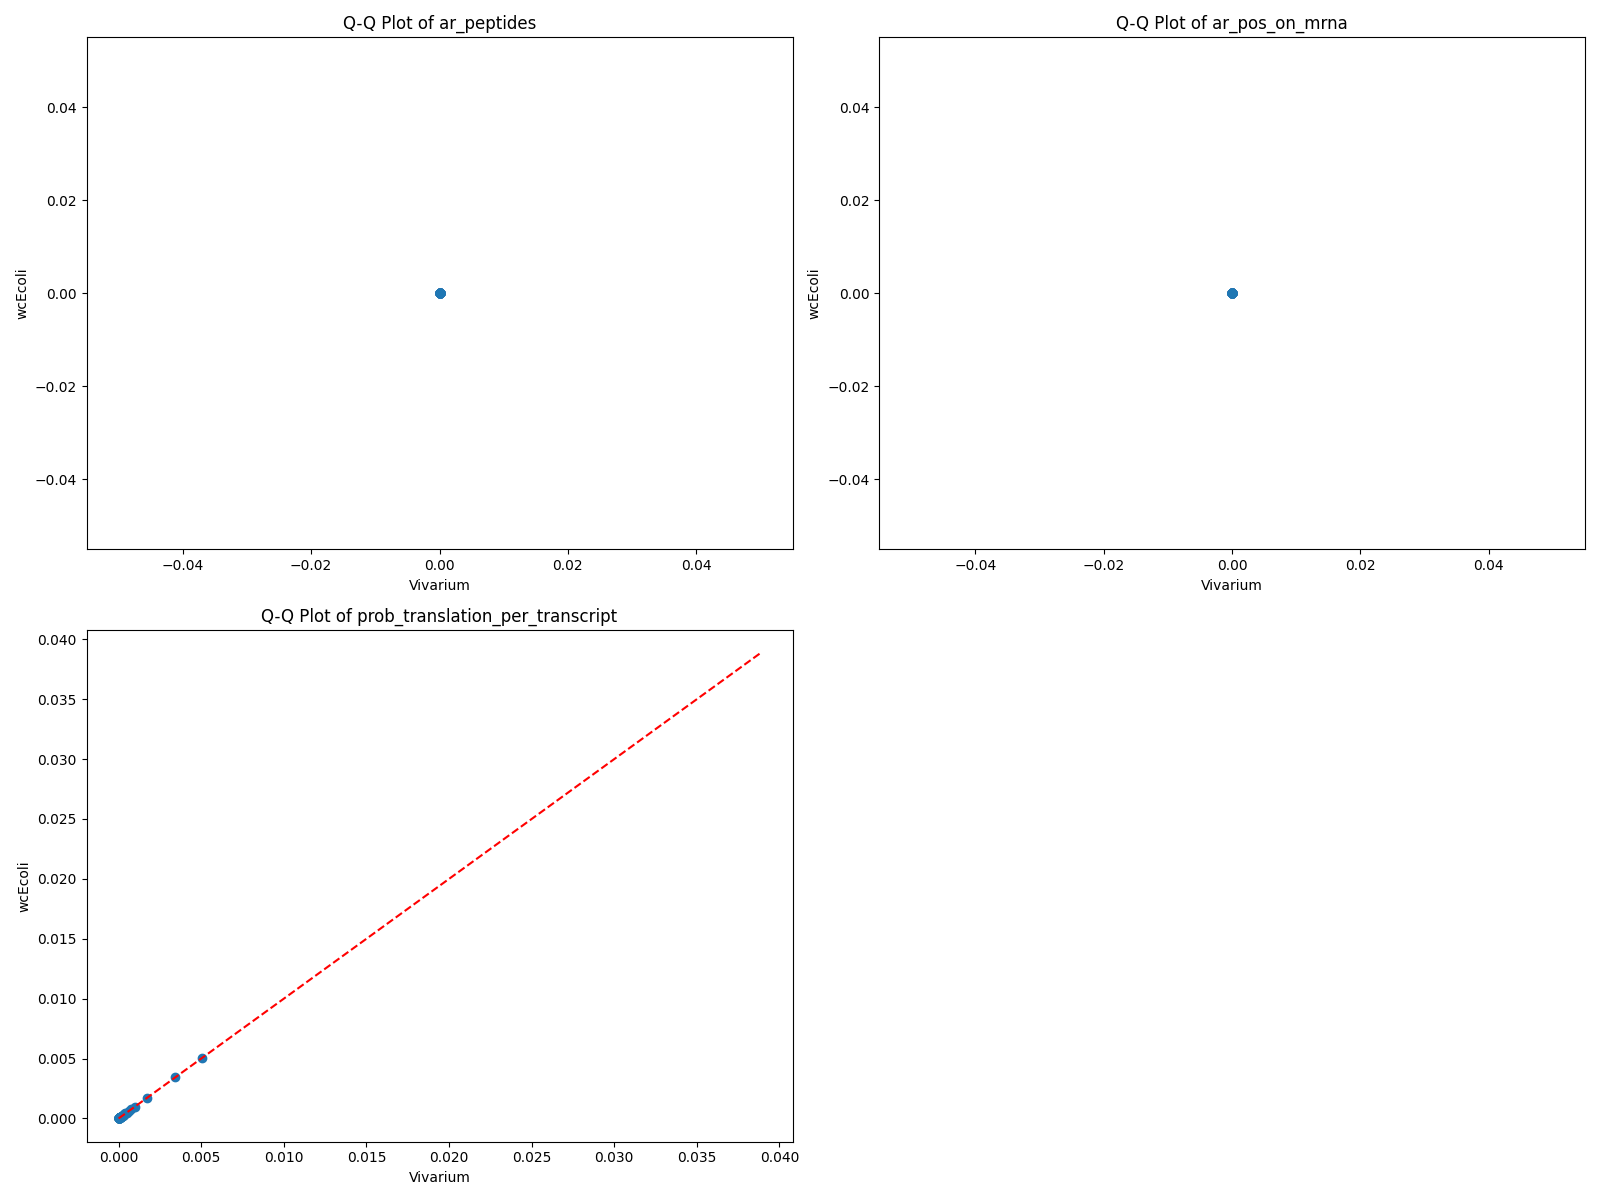 Q-Q Plot of ar_peptides
0.04
0.02
0.00
−0.02
−0.04
wcEcoli
−0.04 −0.02 0.00 0.02 0.04
Vivarium
Q-Q Plot of ar_pos_on_mrna
0.04
0.02
0.00
−0.02
−0.04
wcEcoli
−0.04 −0.02 0.00 0.02 0.04
Vivarium
Q-Q Plot of prob_translation_per_transcript
0.040
0.035
0.030
0.025
0.020
0.015
0.010
0.005
0.000
wcEcoli
0.000 0.005 0.010 0.015 0.020 0.025 0.030 0.035 0.040
Vivarium